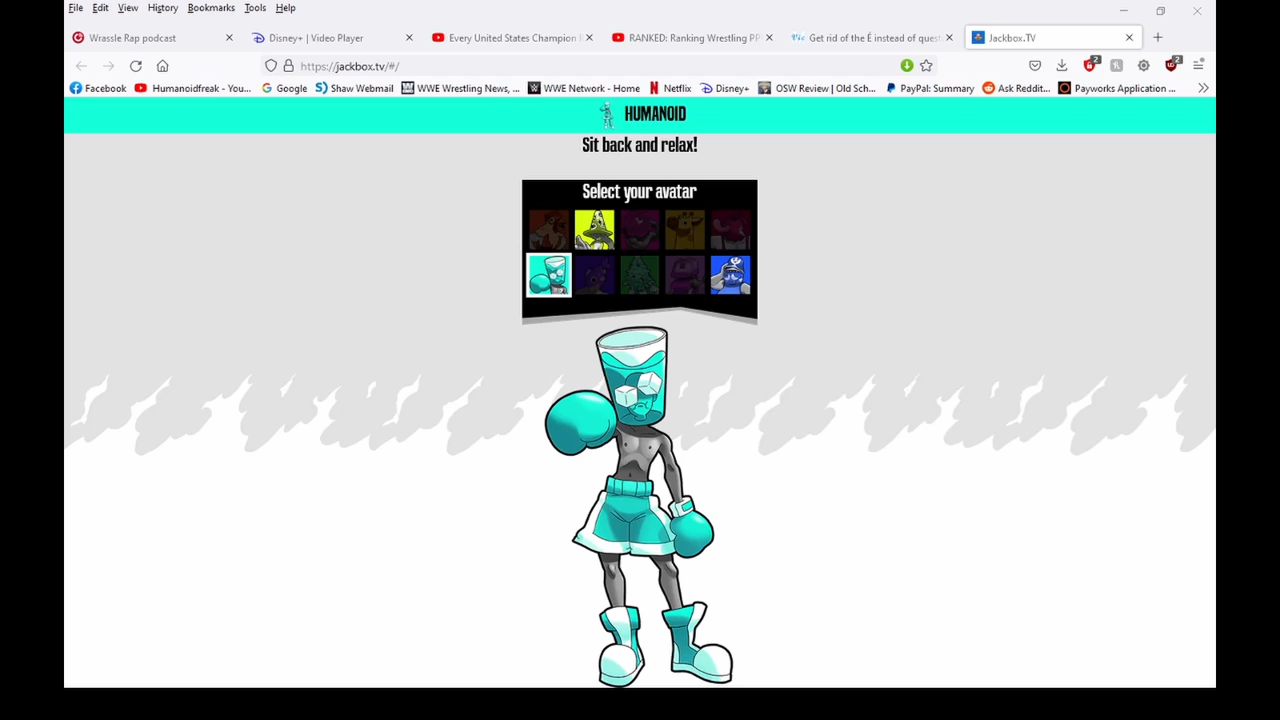 File Edit View History Bookmarks Tools Help
Wrassle Rap podcast Disney+ | Video Player Every United States Champion RANKED: Ranking Wrestling PP Get rid of the É instead of quest Jackbox.TV
https://jackbox.tv/#/ 2 2
Facebook Humanoidfreak - You... Google Shaw Webmail WWE Wrestling News, ... WWE Network - Home Netflix Disney+ OSW Review | Old Sch... PayPal: Summary Ask Reddit... Payworks Application ...
HUMANOID
Sit back and relax!
Select your avatar